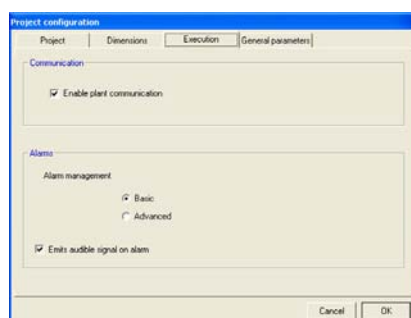 Project configuration
Project Dimensions Execution General parameters
Communication
Enable plant communication
Alarms
Alarm management
Basic
Advanced
Emits audible signal on alarm
Cancel OK